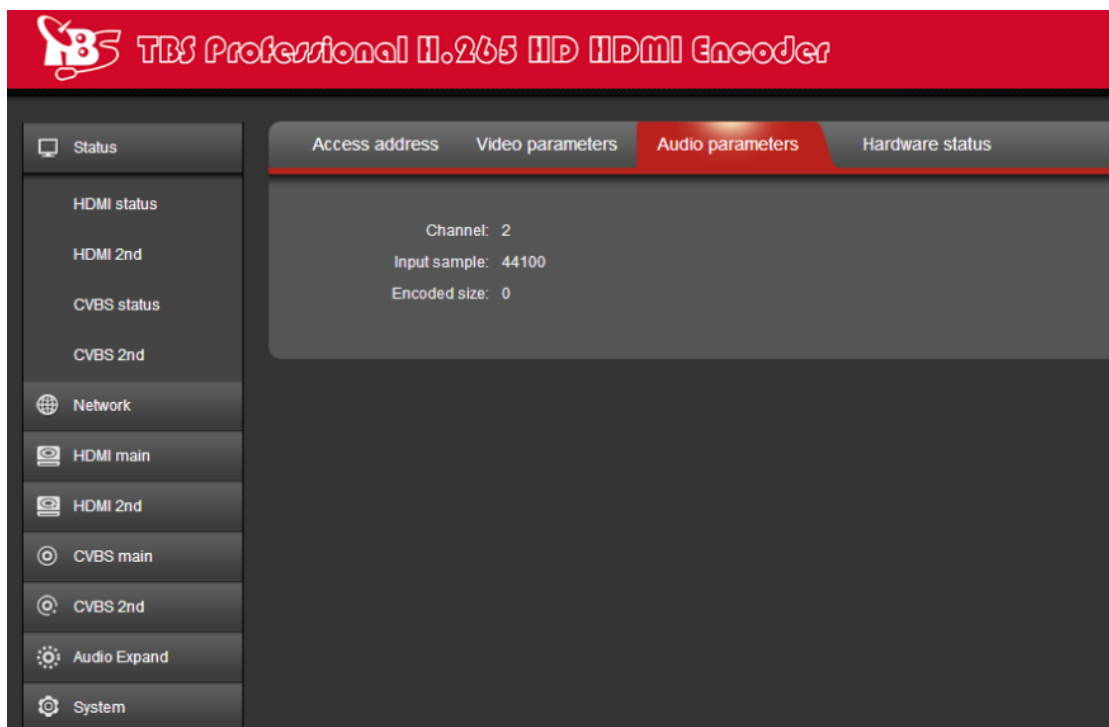 TBS TBS Professional H.265 HD HDMI Encoder
Status
Access address Video parameters Audio parameters Hardware status
HDMI status
HDMI 2nd
CVBS status
CVBS 2nd
Channel: 2
Input sample: 44100
Encoded size: 0
Network
HDMI main
HDMI 2nd
CVBS main
CVBS 2nd
Audio Expand
System